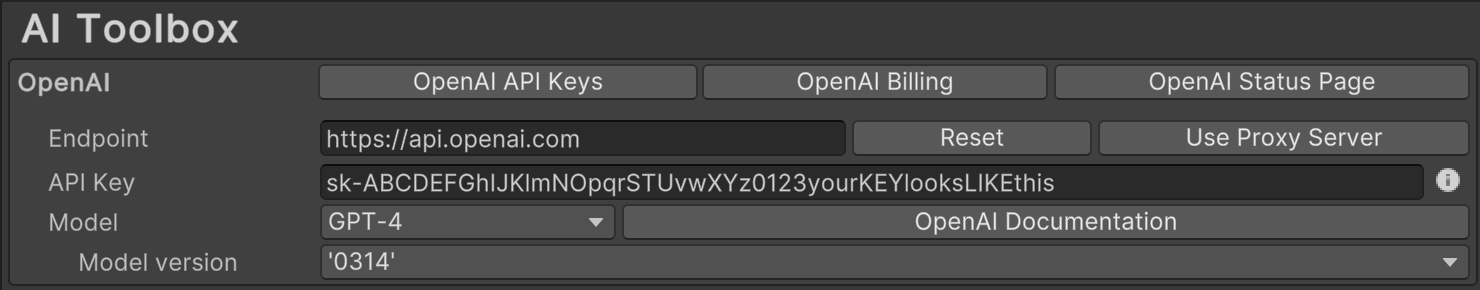 AI Toolbox
OpenAI OpenAI API Keys OpenAI Billing OpenAI Status Page
Endpoint https://api.openai.com Reset Use Proxy Server
API Key sk-ABCDEFGhIJKlmNOpqrSTUvwXYz0123yourKEYlooksLIKEthis
Model GPT-4 OpenAI Documentation
Model version '0314'